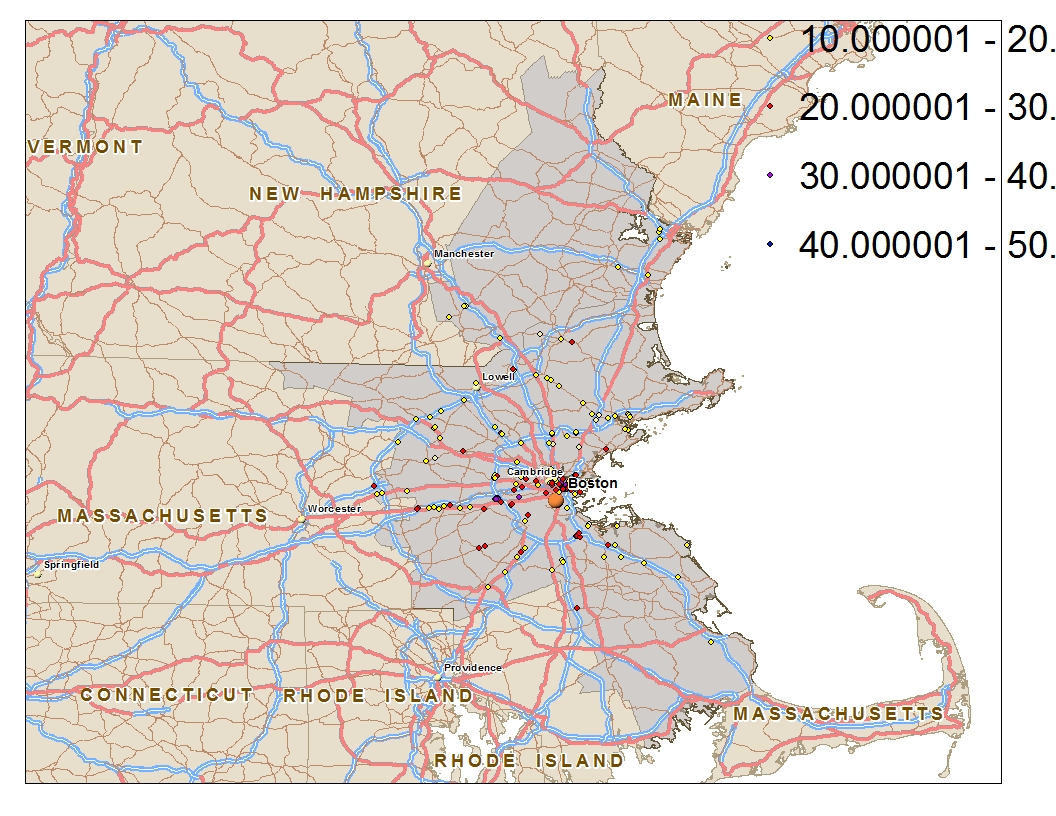 10.000001 - 20.
MAINE
20.000001 - 30.
VERMONT
30.000001 - 40.
NEW HAMPSHIRE
40.000001 - 50.
Manchester
Lowell
Cambridge
Boston
Worcester
MASSACHUSETTS
Springfield
Providence
CONNECTICUT
RHODE ISLAND
MASSACHUSETTS
RHODE ISLAND